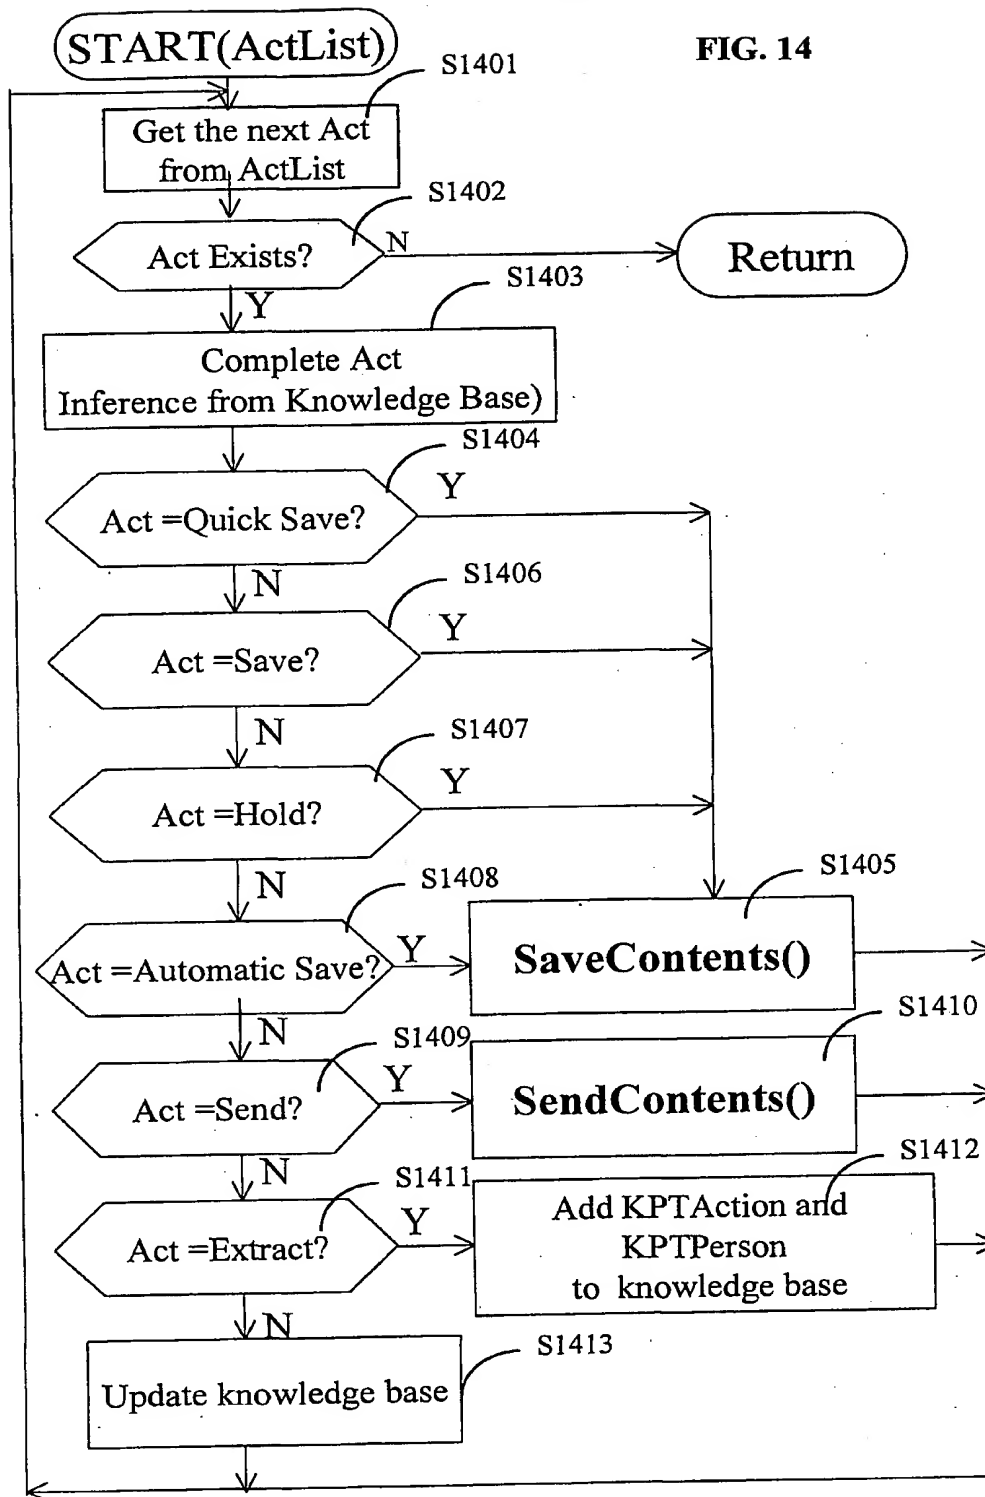 START(ActList)
FIG. 14
S1401
Get the next Act
from ActList
S1402
Act Exists?
N
Return
Y
S1403
Complete Act
Inference from Knowledge Base)
S1404
Act =Quick Save?
Y
N
S1406
Act =Save?
Y
N
S1407
Act =Hold?
Y
N
S1408
Act =Automatic Save?
Y
S1405
SaveContents()
N
S1409
Act =Send?
Y
S1410
SendContents()
N
S1411
Act =Extract?
Y
S1412
Add KPTAction and
KPTPerson
to knowledge base
N
S1413
Update knowledge base